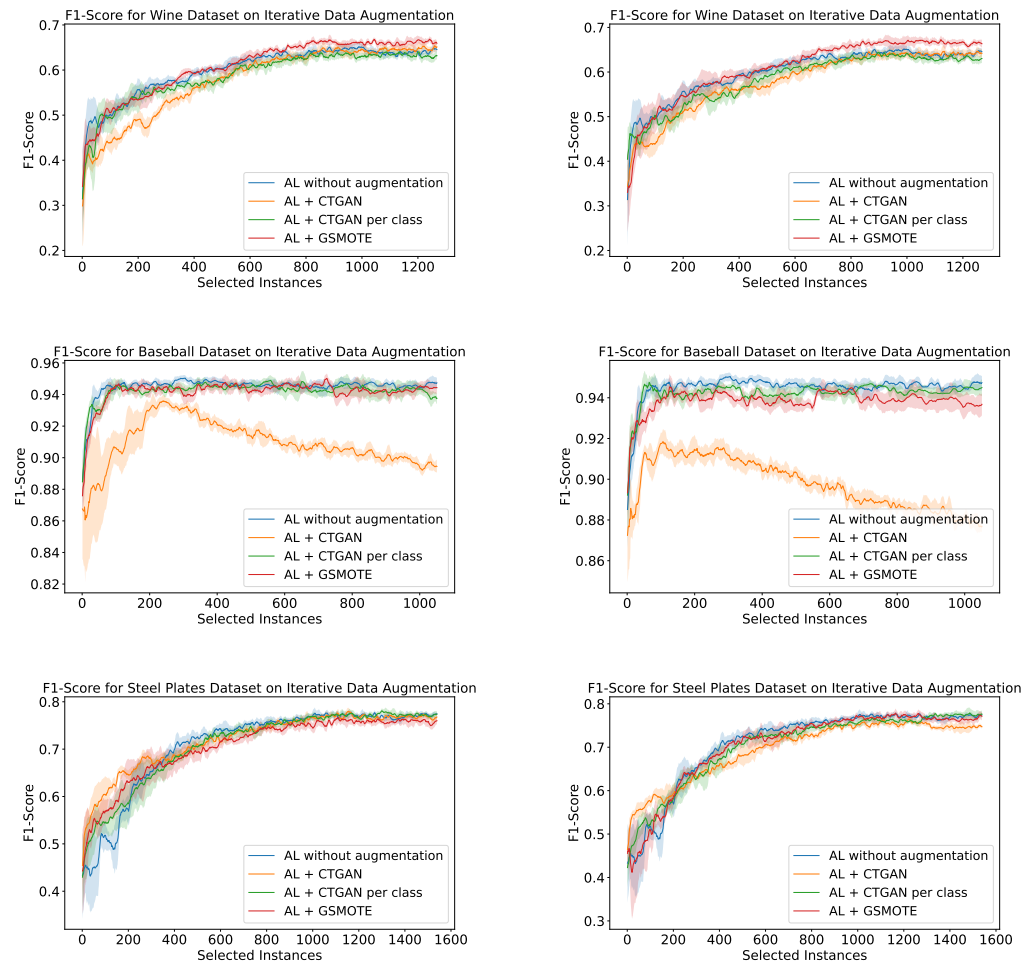 F1-Score for Wine Dataset on Iterative Data Augmentation
0.7
0.6
0.5
0.4
0.3
0.2
F1-Score
0 200 400 600 800 1000 1200
Selected Instances
AL without augmentation
AL + CTGAN
AL + CTGAN per class
AL + GSMOTE
F1-Score for Wine Dataset on Iterative Data Augmentation
0.7
0.6
0.5
0.4
0.3
0.2
F1-Score
0 200 400 600 800 1000 1200
Selected Instances
AL without augmentation
AL + CTGAN
AL + CTGAN per class
AL + GSMOTE
F1-Score for Baseball Dataset on Iterative Data Augmentation
0.96
0.94
0.92
0.90
0.88
0.86
0.84
0.82
F1-Score
0 200 400 600 800 1000
Selected Instances
AL without augmentation
AL + CTGAN
AL + CTGAN per class
AL + GSMOTE
F1-Score for Baseball Dataset on Iterative Data Augmentation
0.94
0.92
0.90
0.88
0.86
F1-Score
0 200 400 600 800 1000
Selected Instances
AL without augmentation
AL + CTGAN
AL + CTGAN per class
AL + GSMOTE
F1-Score for Steel Plates Dataset on Iterative Data Augmentation
0.8
0.7
0.6
0.5
0.4
F1-Score
0 200 400 600 800 1000 1200 1400 1600
Selected Instances
AL without augmentation
AL + CTGAN
AL + CTGAN per class
AL + GSMOTE
F1-Score for Steel Plates Dataset on Iterative Data Augmentation
0.8
0.7
0.6
0.5
0.4
0.3
F1-Score
0 200 400 600 800 1000 1200 1400 1600
Selected Instances
AL without augmentation
AL + CTGAN
AL + CTGAN per class
AL + GSMOTE